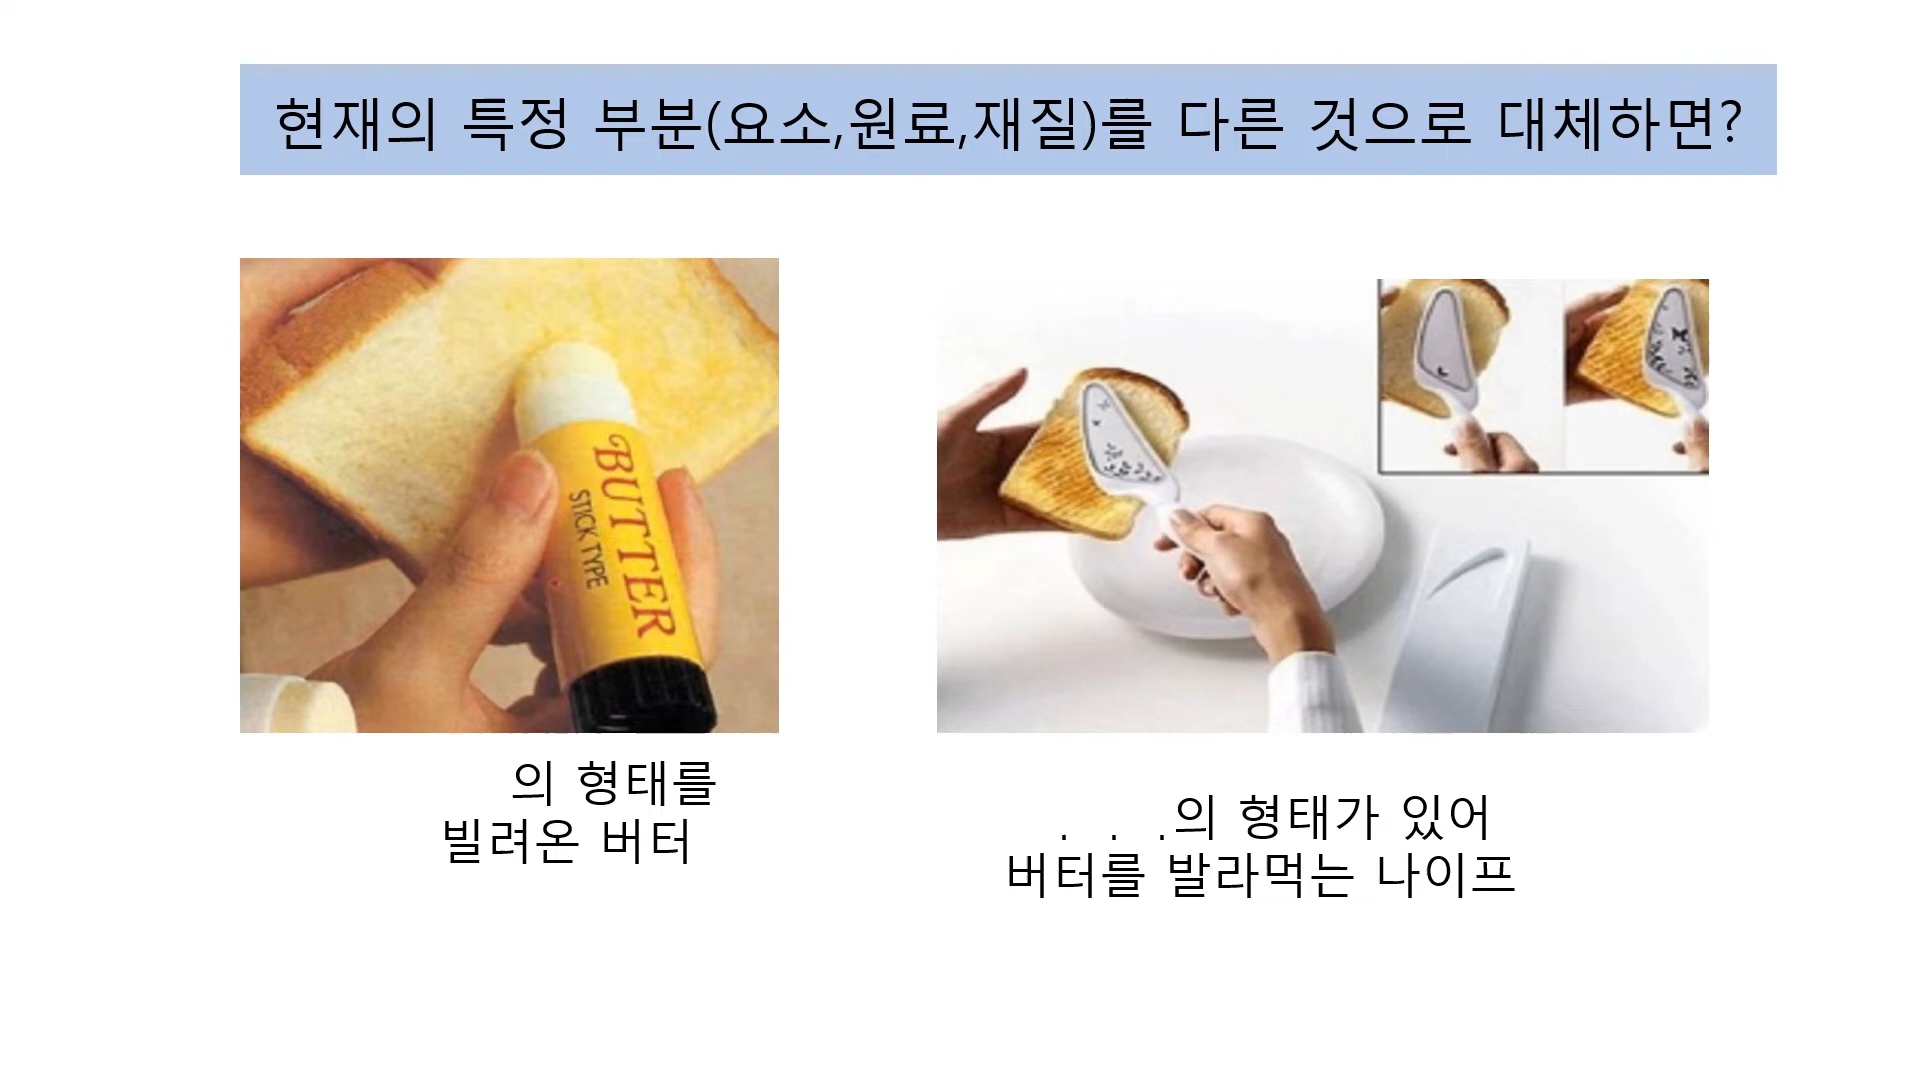 현재의 특정 부분(요소,원료,재질)를 다른 것으로 대체하면?
BUTTER
STICK TYPE
의 형태를
빌려온 버터
. . .의 형태가 있어
버터를 발라먹는 나이프